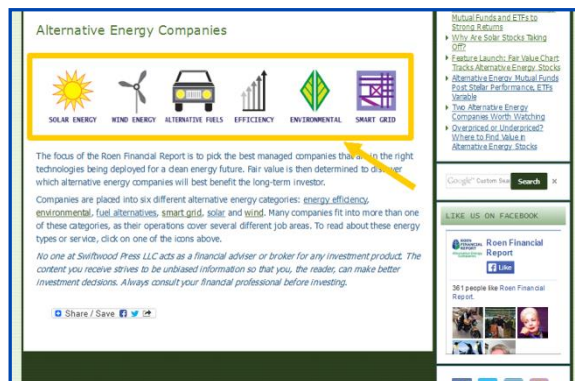 Alternative Energy Companies
SOLAR ENERGY
WIND ENERGY
ALTERNATIVE FUELS
EFFICIENCY
ENVIRONMENTAL
SMART GRID
The focus of the Roen Financial Report is to pick the best managed companies that are in the right
technologies being deployed for a clean energy future. Fair value is then determined to discover
which alternative energy companies will best benefit the long-term investor.
Companies are placed into six different alternative energy categories: energy efficiency,
environmental, fuel alternatives, smart grid, solar and wind. Many companies fit into more than one
of these categories, as their operations cover several different job areas. To read about these energy
types or service, click on one of the icons above.
No one at Swiftwood Press LLC acts as a financial adviser or broker for any investment product. The
content you receive strives to be unbiased information so that you, the reader, can make better
investment decisions. Always consult your financial professional before investing.
Share / Save
Mutual Funds and ETFs to
Strong Returns
Why Are Solar Stocks Taking
Off?
Feature Launch: Fair Value Chart
Tracks Alternative Energy Stocks
Alternative Energy Mutual Funds
Post Stellar Performance, ETFs
Variable
Two Alternative Energy
Companies Worth Watching
Overpriced or Underpriced?
Where to Find Value in
Alternative Energy Stocks
Google™ Custom Sea
Search
×
LIKE US ON FACEBOOK
Roen Financial
Report
Like
361 people like Roen Financial
Report.